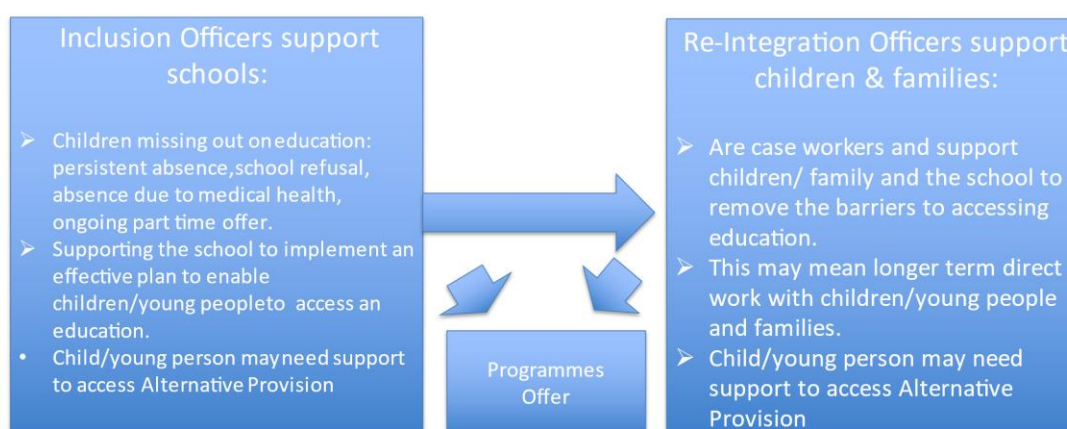 Inclusion Officers support
schools:
➢ Children missing out oneducation:
persistent absence,school refusal,
absence due to medical health,
ongoing part time offer.
➢ Supporting the school to implement an
effective plan to enable
children/young peopleto access an
education.
• Child/young person may need support
to access Alternative Provision
Programmes
Offer
Re-Integration Officers support
children & families:
➢ Are case workers and support
children/ family and the school to
remove the barriers to accessing
education.
➢ This may mean longer term direct
work with children/young people
and families.
➢ Child/young person may need
support to access Alternative
Provision